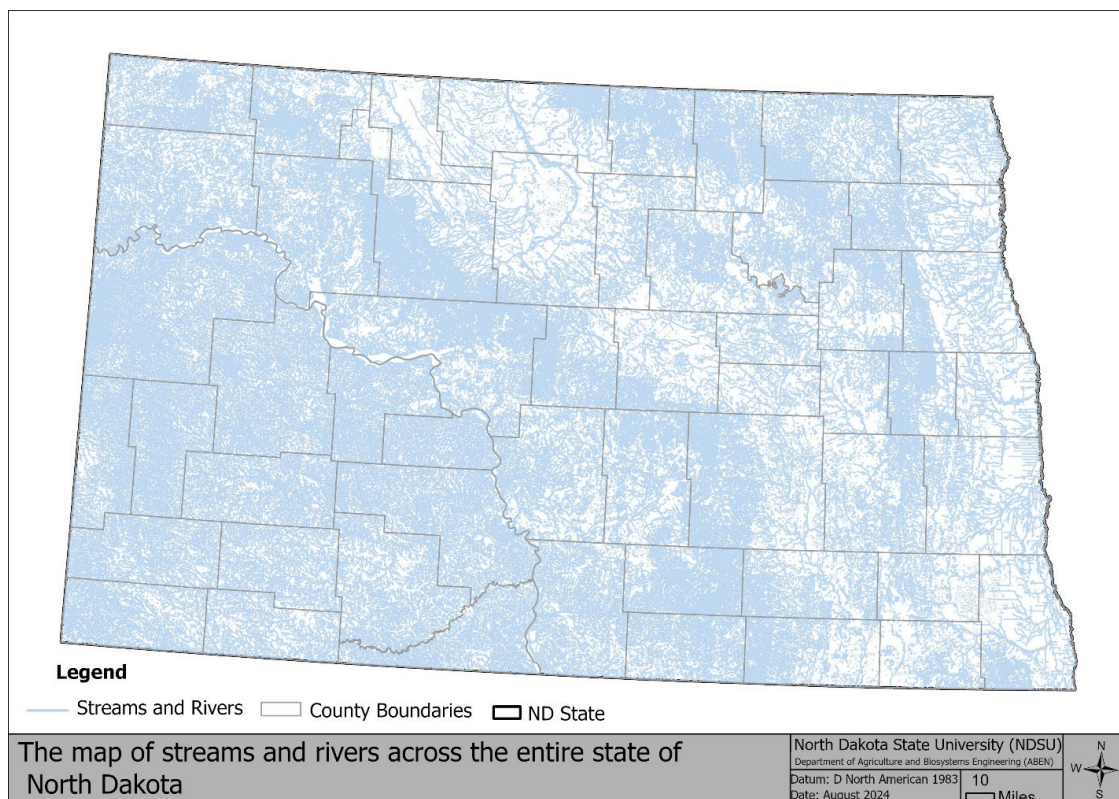 Legend
Streams and Rivers
County Boundaries
ND State
The map of streams and rivers across the entire state of
North Dakota
North Dakota State University (NDSU)
Department of Agriculture and Biosystems Engineering (ABEN)
Datum: D North American 1983
Date: August 2024
10
Miles
N
W
S